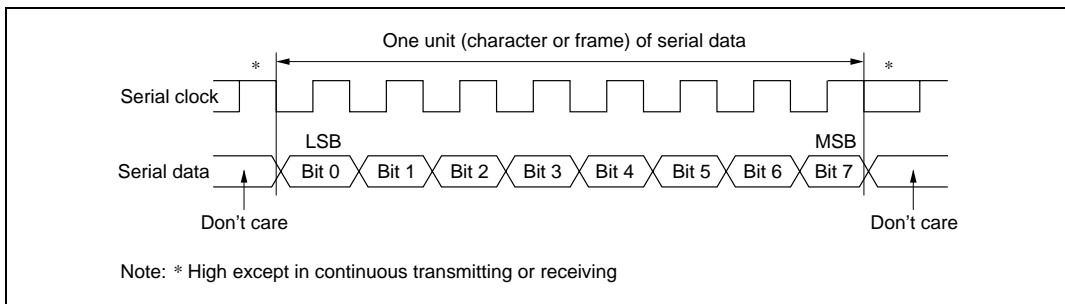 One unit (character or frame) of serial data
* *
Serial clock
LSB MSB
Serial data Bit 0 Bit 1 Bit 2 Bit 3 Bit 4 Bit 5 Bit 6 Bit 7
Don't care Don't care
Note: * High except in continuous transmitting or receiving